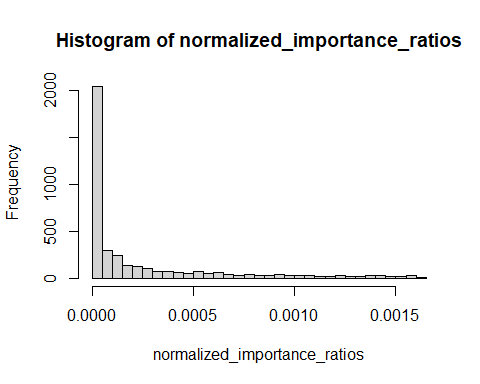 Histogram of normalized_importance_ratios
Frequency
2000
1000
500
0
0.0000 0.0005 0.0010 0.0015
normalized_importance_ratios